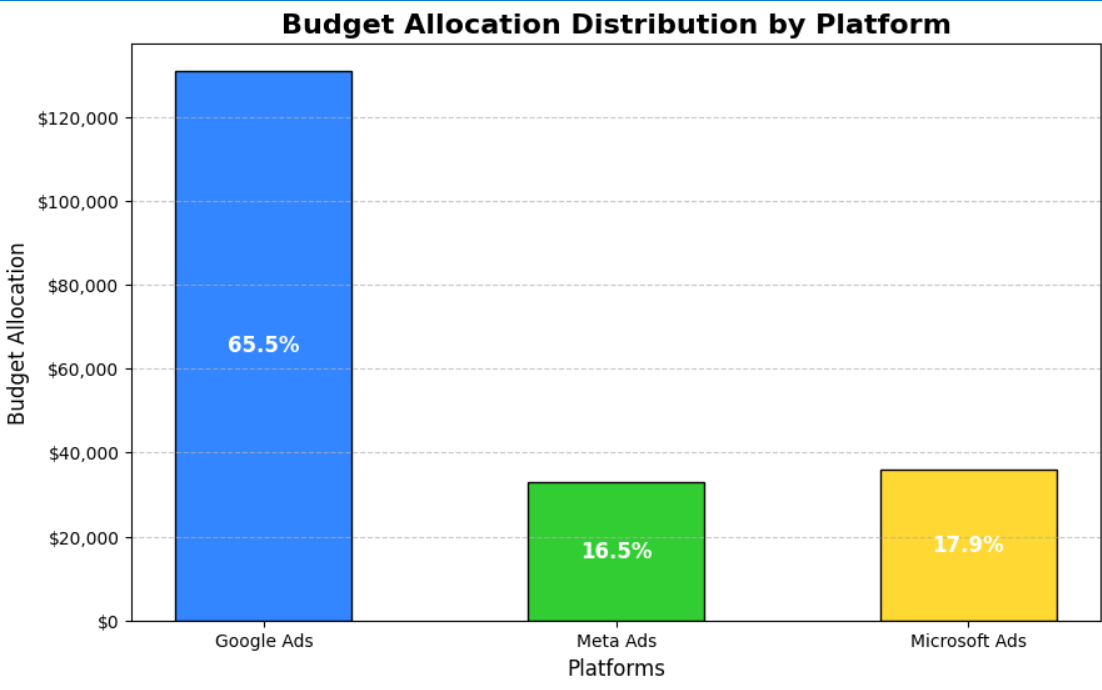 Budget Allocation Distribution by Platform
$120,000
$100,000
$80,000
$60,000
$40,000
$20,000
$0
Budget Allocation
65.5%
16.5%
17.9%
Google Ads
Meta Ads
Microsoft Ads
Platforms